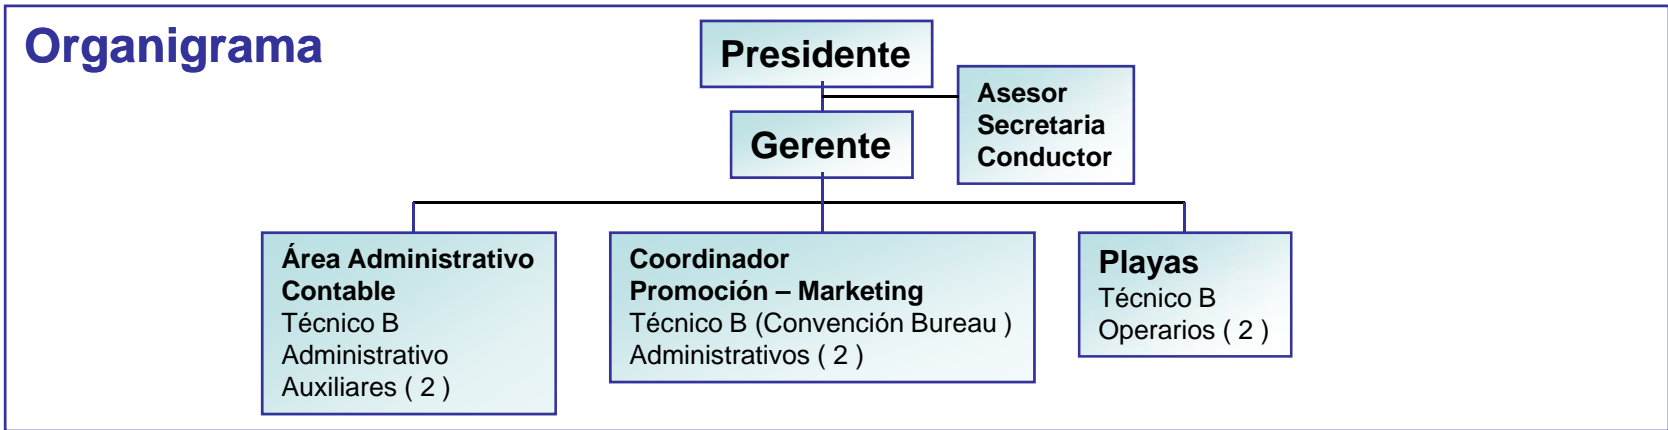 Organigrama
Presidente
Asesor
Secretaria
Conductor
Gerente
Área Administrativo
Contable
Técnico B
Administrativo
Auxiliares ( 2 )
Coordinador
Promoción – Marketing
Técnico B (Convención Bureau )
Administrativos ( 2 )
Playas
Técnico B
Operarios ( 2 )